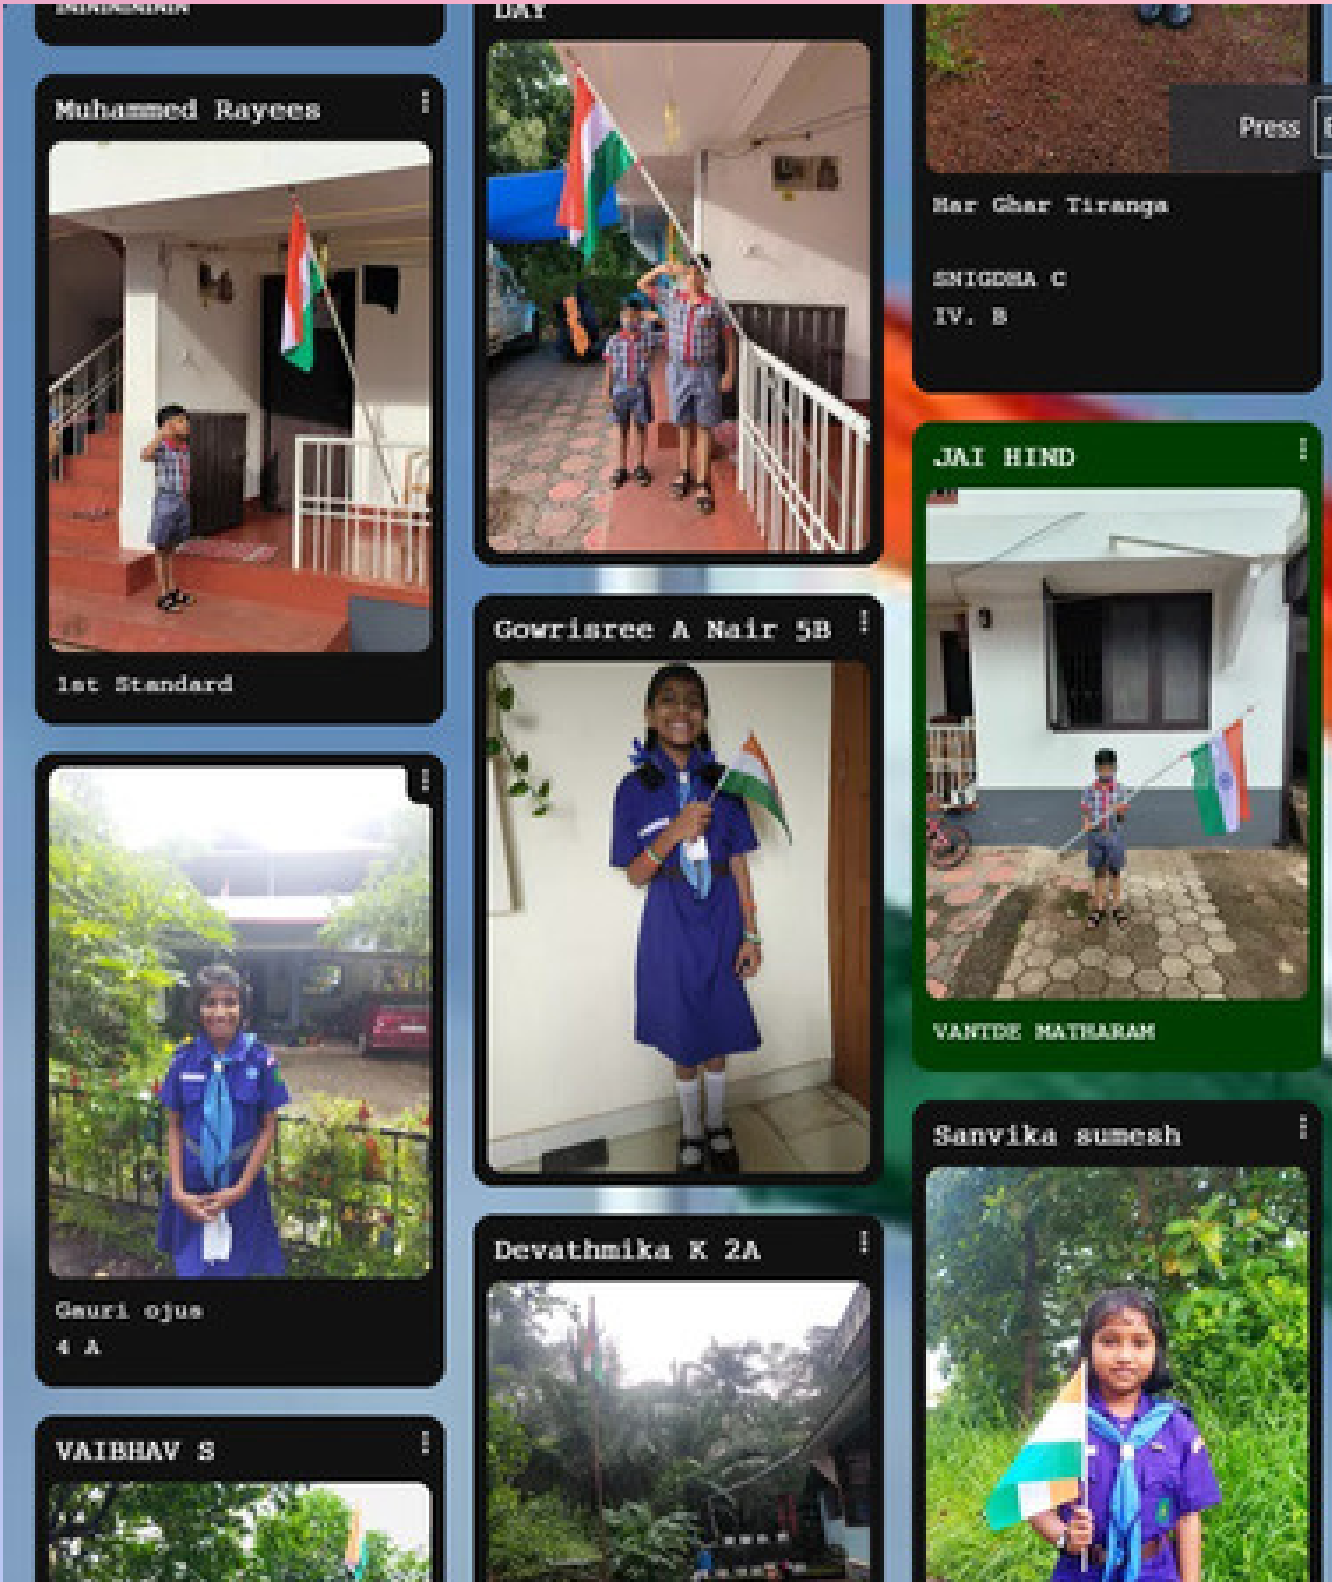 Muhammed Rayees
1st Standard
Gauri ojus
4 A
VAIBHAV S
DAY
Gowrisree A Nair 5B
Devathmika K 2A
Press
Har Ghar Tiranga
SNIGDHA C
IV. B
JAI HIND
VANTDE MATHARAM
Sanvika sumesh